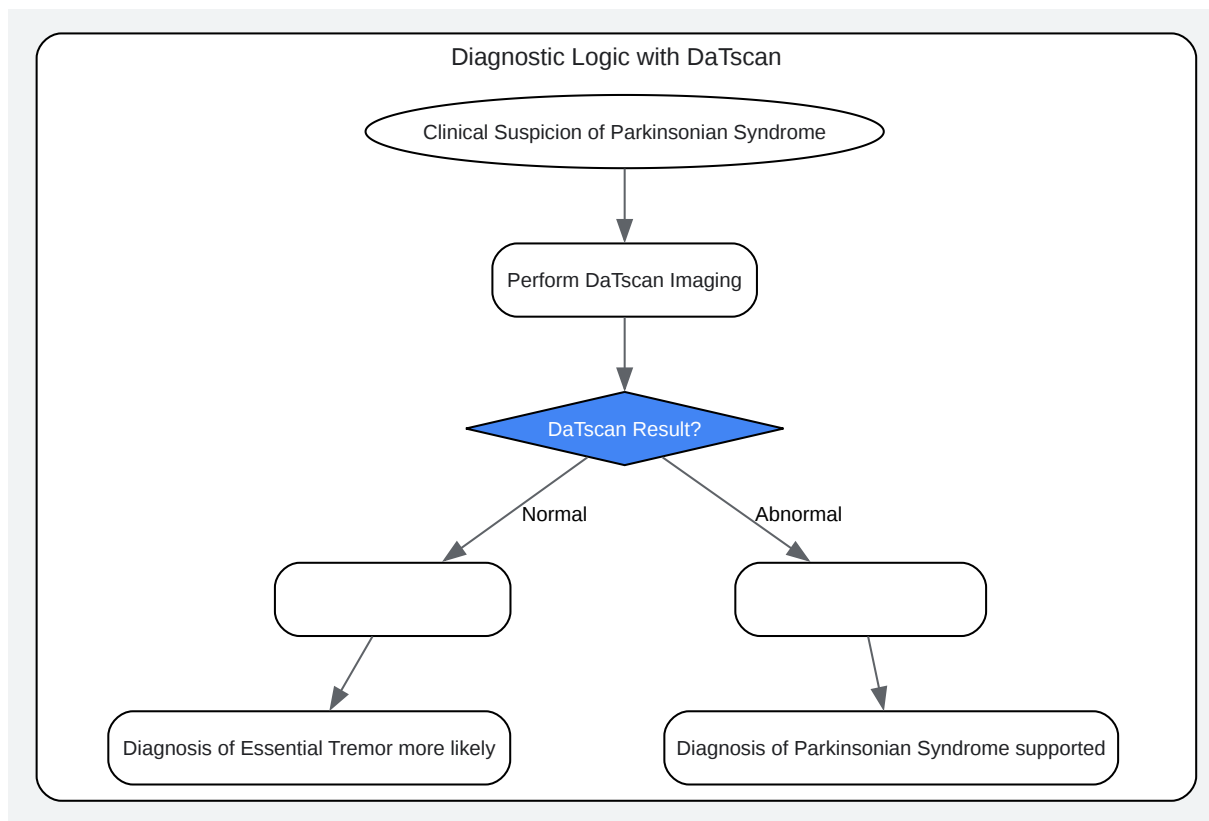 Diagnostic Logic with DaTscan
Clinical Suspicion of Parkinsonian Syndrome
Perform DaTscan Imaging
DaTscan Result?
Normal
Abnormal
Diagnosis of Essential Tremor more likely
Diagnosis of Parkinsonian Syndrome supported